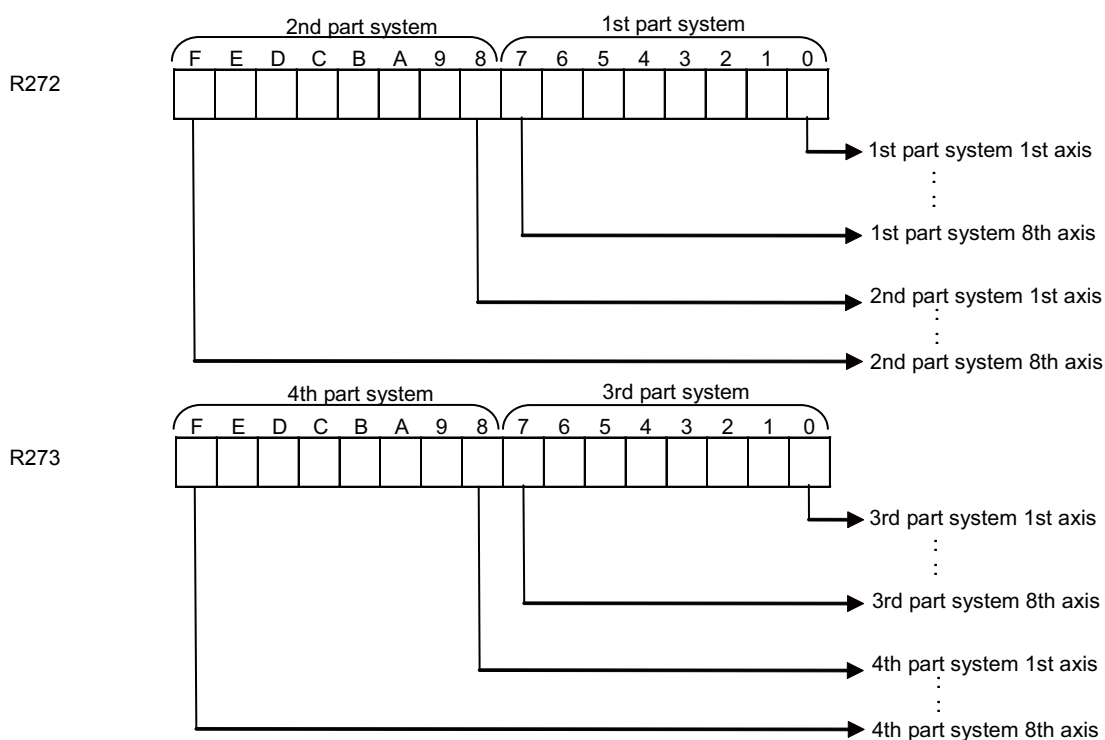 2nd part system 1st part system
F E D C B A 9 8 7 6 5 4 3 2 1 0
R272
1st part system 1st axis
1st part system 8th axis
2nd part system 1st axis
2nd part system 8th axis
4th part system 3rd part system
F E D C B A 9 8 7 6 5 4 3 2 1 0
R273
3rd part system 1st axis
3rd part system 8th axis
4th part system 1st axis
4th part system 8th axis